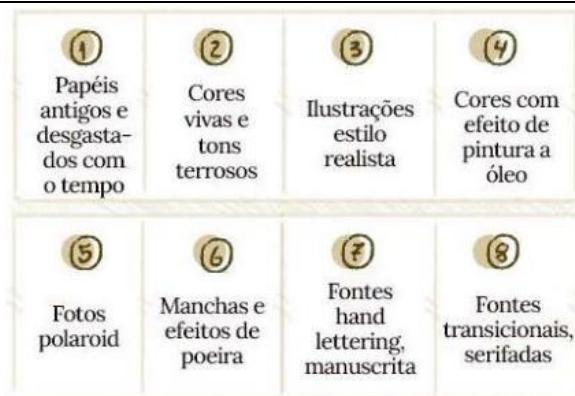 1
Papéis
antigos e
desgasta-
dos com
o tempo
2
Cores
vivas e
tons
terrosos
3
Ilustrações
estilo
realista
4
Cores com
efeito de
pintura a
óleo
5
Fotos
polaroid
6
Manchas e
efeitos de
poeira
7
Fontes
hand
lettering,
manuscrita
8
Fontes
transicionais,
serifadas